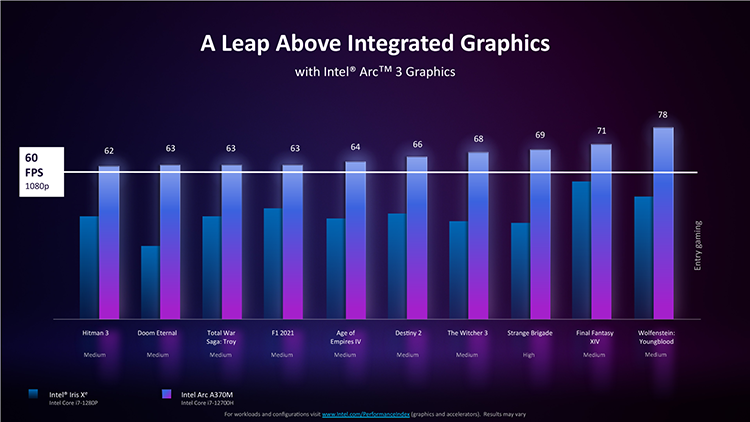 A Leap Above Integrated Graphics
with Intel® Arc™ 3 Graphics
60
FPS
1080p
62
63
63
63
64
66
68
69
71
78
Entry gaming
Hitman 3
Medium
Doom Eternal
Medium
Total War
Saga: Troy
Medium
F1 2021
Medium
Age of
Empires IV
Medium
Destiny 2
Medium
The Witcher 3
Medium
Strange Brigade
High
Final Fantasy
XIV
Medium
Wolfenstein:
Youngblood
Medium
Intel® Iris Xᵉ
Intel Core i7-1280P
Intel Arc A370M
Intel Core i7-12700H
For workloads and configurations visit www.Intel.com/PerformanceIndex (graphics and accelerators). Results may vary